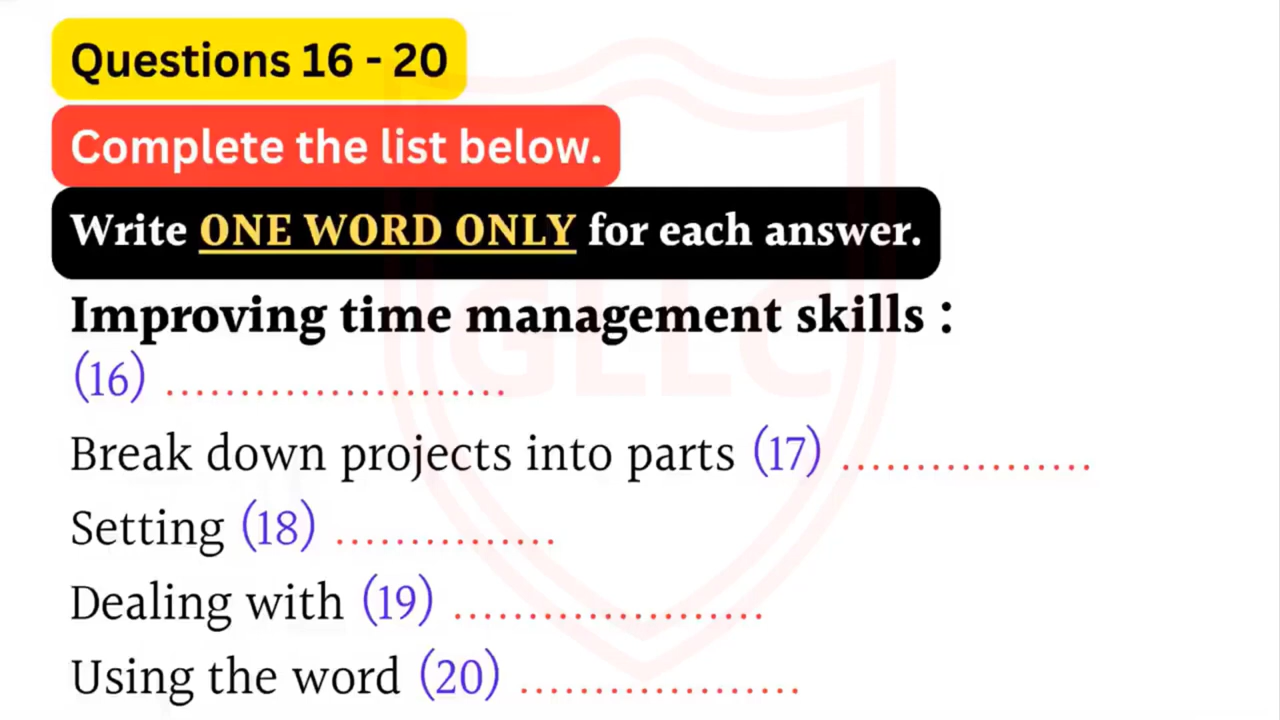 Questions 16 - 20
Complete the list below.
Write ONE WORD ONLY for each answer.
GLLC
Improving time management skills :
(16) .......................
Break down projects into parts (17) .................
Setting (18) ...............
Dealing with (19) .....................
Using the word (20) ...................